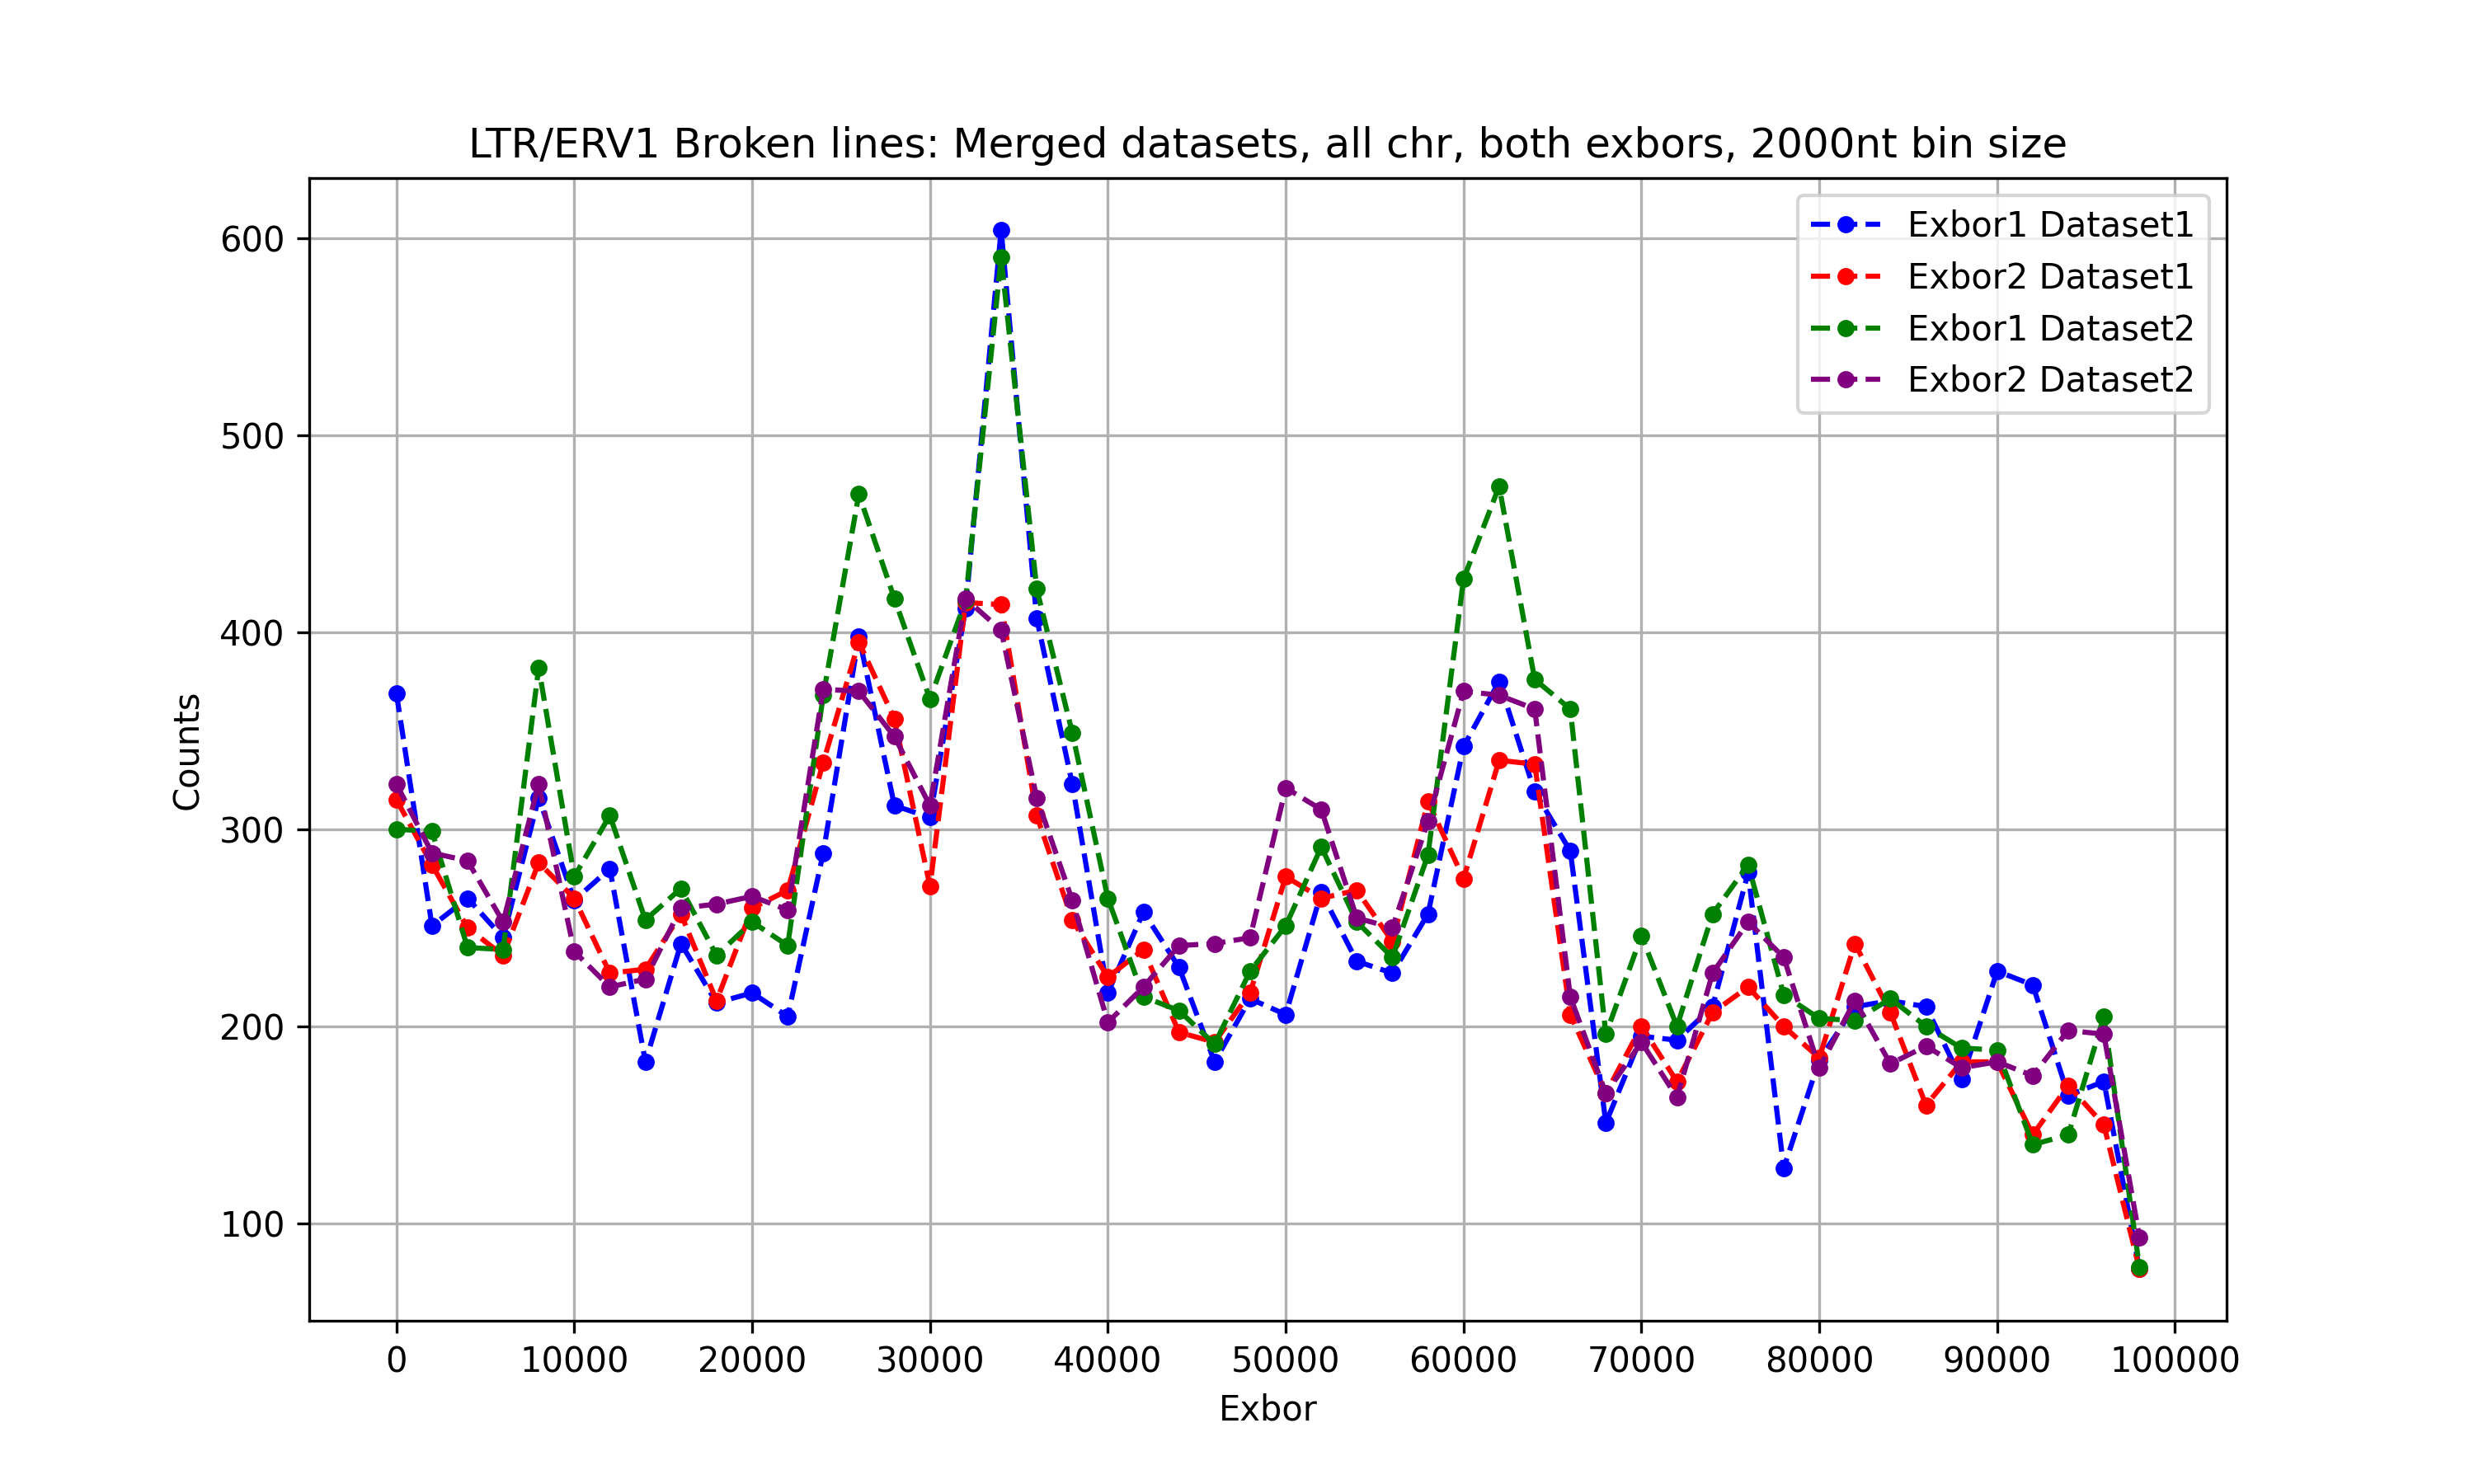 LTR/ERV1 Broken lines: Merged datasets, all chr, both exbors, 2000nt bin size
Exbor1 Dataset1
Exbor2 Dataset1
Exbor1 Dataset2
Exbor2 Dataset2
600
500
400
300
200
100
Counts
0 10000 20000 30000 40000 50000 60000 70000 80000 90000 100000
Exbor